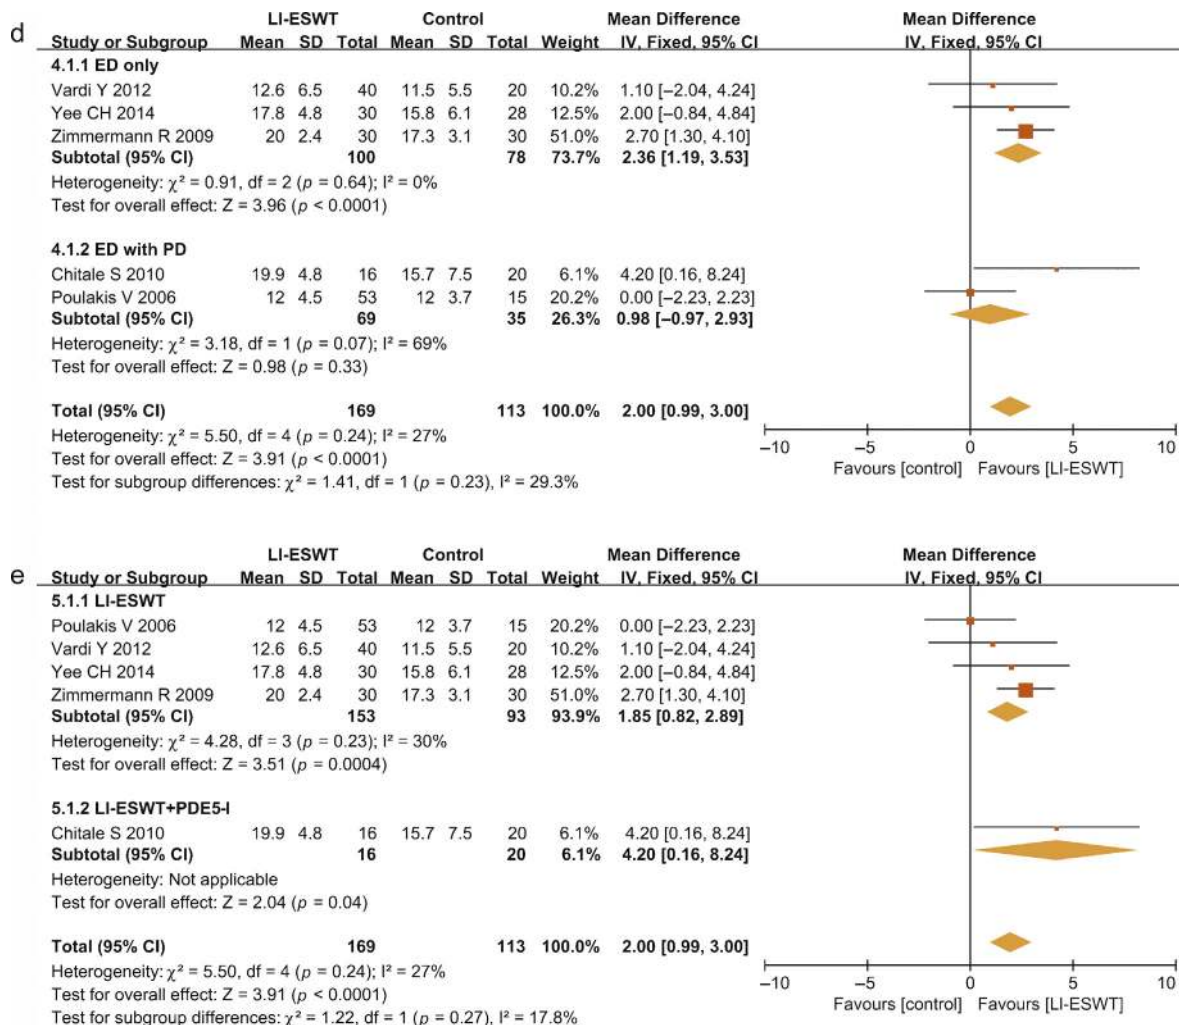 d
LI-ESWT Control Mean Difference Mean Difference
Study or Subgroup Mean SD Total Mean SD Total Weight IV, Fixed, 95% CI IV, Fixed, 95% CI
4.1.1 ED only
Vardi Y 2012 12.6 6.5 40 11.5 5.5 20 10.2% 1.10 [−2.04, 4.24]
Yee CH 2014 17.8 4.8 30 15.8 6.1 28 12.5% 2.00 [−0.84, 4.84]
Zimmermann R 2009 20 2.4 30 17.3 3.1 30 51.0% 2.70 [1.30, 4.10]
Subtotal (95% CI) 100 78 73.7% 2.36 [1.19, 3.53]
Heterogeneity: χ² = 0.91, df = 2 (p = 0.64); I² = 0%
Test for overall effect: Z = 3.96 (p < 0.0001)
4.1.2 ED with PD
Chitale S 2010 19.9 4.8 16 15.7 7.5 20 6.1% 4.20 [0.16, 8.24]
Poulakis V 2006 12 4.5 53 12 3.7 15 20.2% 0.00 [−2.23, 2.23]
Subtotal (95% CI) 69 35 26.3% 0.98 [−0.97, 2.93]
Heterogeneity: χ² = 3.18, df = 1 (p = 0.07); I² = 69%
Test for overall effect: Z = 0.98 (p = 0.33)
Total (95% CI) 169 113 100.0% 2.00 [0.99, 3.00]
Heterogeneity: χ² = 5.50, df = 4 (p = 0.24); I² = 27%
Test for overall effect: Z = 3.91 (p < 0.0001)
Test for subgroup differences: χ² = 1.41, df = 1 (p = 0.23), I² = 29.3%
−10 −5 0 5 10
Favours [control] Favours [LI-ESWT]
e
LI-ESWT Control Mean Difference Mean Difference
Study or Subgroup Mean SD Total Mean SD Total Weight IV, Fixed, 95% CI IV, Fixed, 95% CI
5.1.1 LI-ESWT
Poulakis V 2006 12 4.5 53 12 3.7 15 20.2% 0.00 [−2.23, 2.23]
Vardi Y 2012 12.6 6.5 40 11.5 5.5 20 10.2% 1.10 [−2.04, 4.24]
Yee CH 2014 17.8 4.8 30 15.8 6.1 28 12.5% 2.00 [−0.84, 4.84]
Zimmermann R 2009 20 2.4 30 17.3 3.1 30 51.0% 2.70 [1.30, 4.10]
Subtotal (95% CI) 153 93 93.9% 1.85 [0.82, 2.89]
Heterogeneity: χ² = 4.28, df = 3 (p = 0.23); I² = 30%
Test for overall effect: Z = 3.51 (p = 0.0004)
5.1.2 LI-ESWT+PDE5-I
Chitale S 2010 19.9 4.8 16 15.7 7.5 20 6.1% 4.20 [0.16, 8.24]
Subtotal (95% CI) 16 20 6.1% 4.20 [0.16, 8.24]
Heterogeneity: Not applicable
Test for overall effect: Z = 2.04 (p = 0.04)
Total (95% CI) 169 113 100.0% 2.00 [0.99, 3.00]
Heterogeneity: χ² = 5.50, df = 4 (p = 0.24); I² = 27%
Test for overall effect: Z = 3.91 (p < 0.0001)
Test for subgroup differences: χ² = 1.22, df = 1 (p = 0.27), I² = 17.8%
−10 −5 0 5 10
Favours [control] Favours [LI-ESWT]